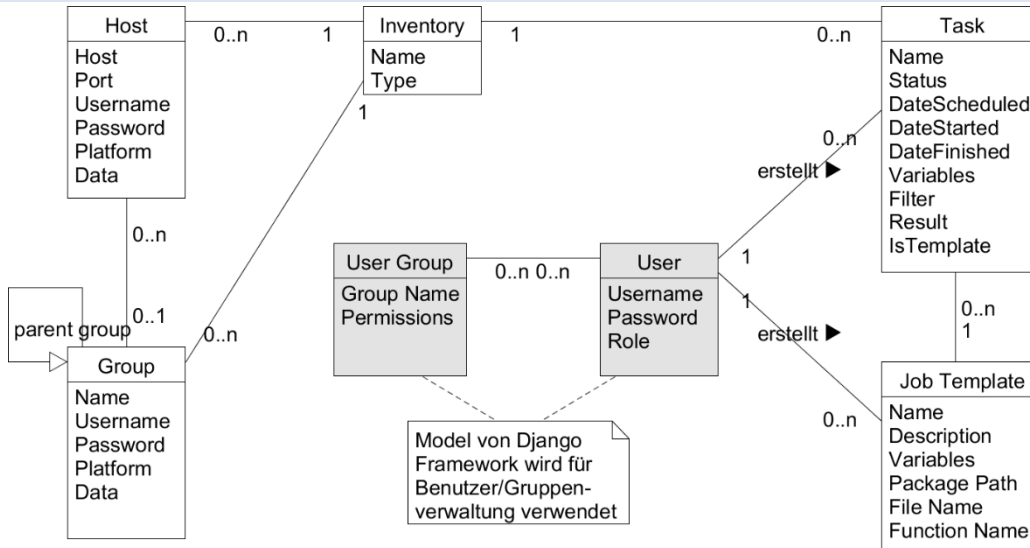 Host
Host
Port
Username
Password
Platform
Data
0..n
1
Inventory
Name
Type
1
1
0..n
Task
Name
Status
DateScheduled
DateStarted
DateFinished
Variables
Filter
Result
IsTemplate
0..n
erstellt ▶
1
0..n
0..1
parent group
0..n
Group
Name
Username
Password
Platform
Data
User Group
Group Name
Permissions
0..n 0..n
User
Username
Password
Role
1
erstellt ▶
0..n
0..n
1
Job Template
Name
Description
Variables
Package Path
File Name
Function Name
Model von Django
Framework wird für
Benutzer/Gruppen-
verwaltung verwendet